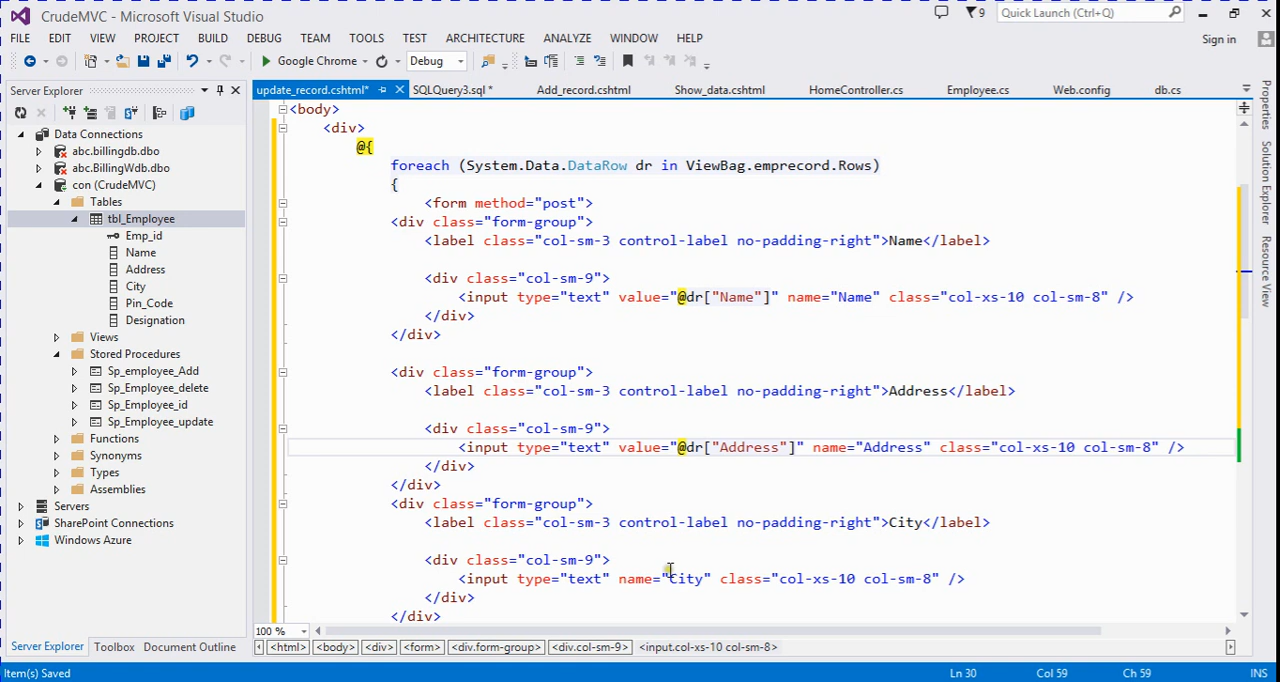 CrudeMVC - Microsoft Visual Studio
9
Quick Launch (Ctrl+Q)
FILE EDIT VIEW PROJECT BUILD DEBUG TEAM TOOLS TEST ARCHITECTURE ANALYZE WINDOW HELP
Sign in
Google Chrome
Debug
Server Explorer
update_record.cshtml*
SQLQuery3.sql *
Add_record.cshtml
Show_data.cshtml
HomeController.cs
Employee.cs
Web.config
db.cs
Data Connections
abc.billingdb.dbo
abc.BillingWdb.dbo
con (CrudeMVC)
Tables
tbl_Employee
Emp_id
Name
Address
City
Pin_Code
Designation
Views
Stored Procedures
Sp_employee_Add
Sp_Employee_delete
Sp_Employee_id
Sp_Employee_update
Functions
Synonyms
Types
Assemblies
Servers
SharePoint Connections
Windows Azure
Server Explorer Toolbox Document Outline
<body>
<div>
@{
foreach (System.Data.DataRow dr in ViewBag.emprecord.Rows)
{
<form method="post">
<div class="form-group">
<label class="col-sm-3 control-label no-padding-right">Name</label>
<div class="col-sm-9">
<input type="text" value="@dr["Name"]" name="Name" class="col-xs-10 col-sm-8" />
</div>
</div>
<div class="form-group">
<label class="col-sm-3 control-label no-padding-right">Address</label>
<div class="col-sm-9">
<input type="text" value="@dr["Address"]" name="Address" class="col-xs-10 col-sm-8" />
</div>
</div>
<div class="form-group">
<label class="col-sm-3 control-label no-padding-right">City</label>
<div class="col-sm-9">
<input type="text" name="City" class="col-xs-10 col-sm-8" />
</div>
</div>
100 %
<html> <body> <div> <form> <div.form-group> <div.col-sm-9> <input.col-xs-10 col-sm-8>
Properties
Solution Explorer
Resource View
Item(s) Saved
Ln 30
Col 59
Ch 59
INS